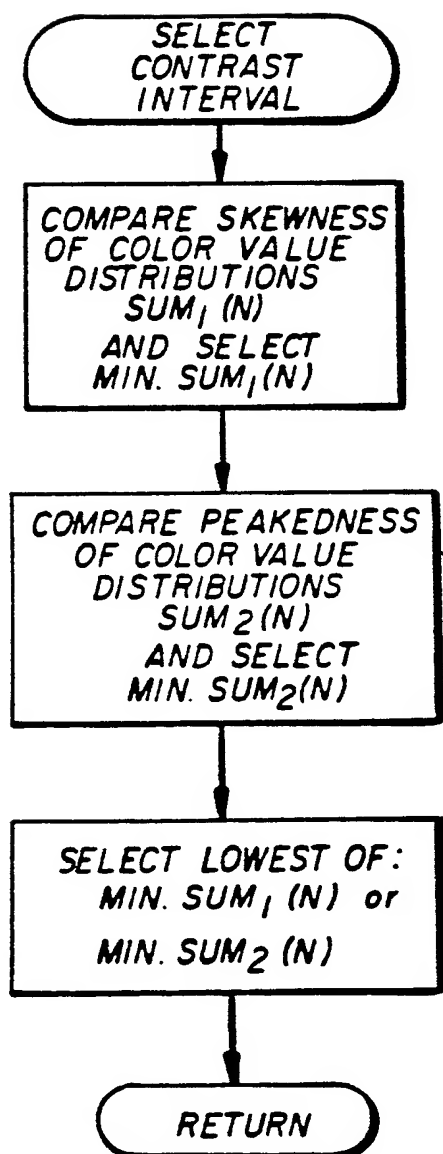 SELECT
CONTRAST
INTERVAL
COMPARE SKEWNESS
OF COLOR VALUE
DISTRIBUTIONS
SUM₁ (N)
AND SELECT
MIN. SUM₁(N)
COMPARE PEAKEDNESS
OF COLOR VALUE
DISTRIBUTIONS
SUM₂(N)
AND SELECT
MIN. SUM₂(N)
SELECT LOWEST OF:
MIN. SUM₁ (N) or
MIN. SUM₂ (N)
RETURN